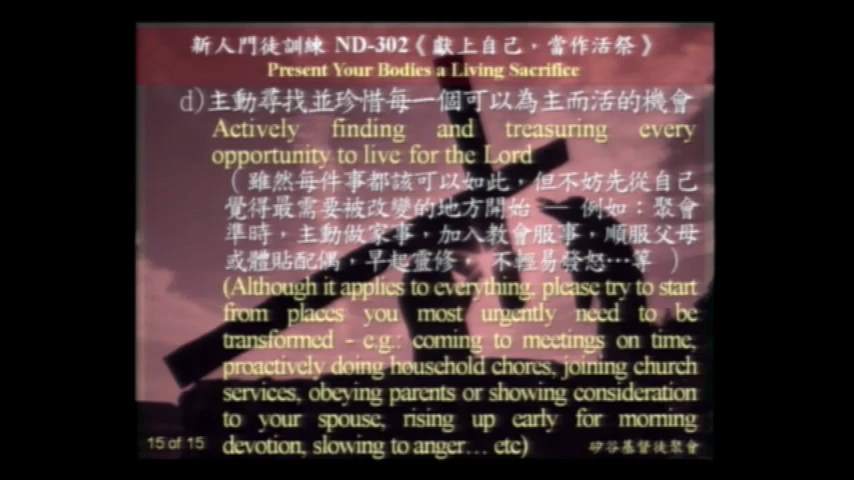 新人門徒訓練 ND-302《獻上自己，當作活祭》
Present Your Bodies a Living Sacrifice
d)主動尋找並珍惜每一個可以為主而活的機會
Actively finding and treasuring every
opportunity to live for the Lord
（雖然每件事都該可以如此，但不妨先從自己
覺得最需要被改變的地方開始 — 例如：聚會
準時，主動做家事，加入教會服事，順服父母
或體貼配偶，早起靈修， 不輕易發怒…等 ）
(Although it applies to everything, please try to start
from places you most urgently need to be
transformed - e.g.: coming to meetings on time,
proactively doing household chores, joining church
services, obeying parents or showing consideration
to your spouse, rising up early for morning
devotion, slowing to anger… etc)
15 of 15
矽谷基督徒聚會